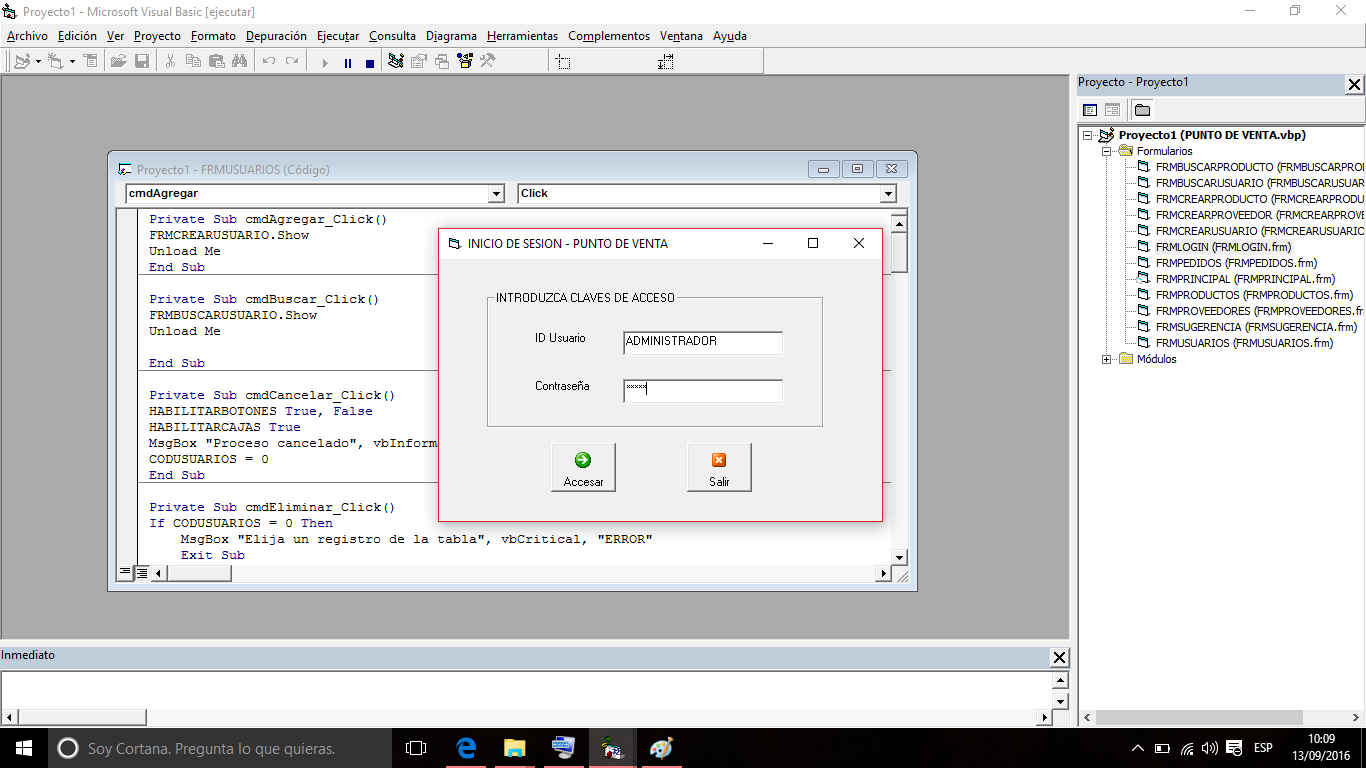 Proyecto1 - Microsoft Visual Basic [ejecutar]
Archivo Edición Ver Proyecto Formato Depuración Ejecutar Consulta Diagrama Herramientas Complementos Ventana Ayuda
Proyecto - Proyecto1
Proyecto1 (PUNTO DE VENTA.vbp)
Formularios
FRMBUSCARPRODUCTO (FRMBUSCARPRO
FRMBUSCARUSUARIO (FRMBUSCARUSUAR
FRMCREARPRODUCTO (FRMCREARPRODU
FRMCREARPROVEEDOR (FRMCREARPROVE
FRMCREARUSUARIO (FRMCREARUSUARIO
FRMLOGIN (FRMLOGIN.frm)
FRMPEDIDOS (FRMPEDIDOS.frm)
FRMPRINCIPAL (FRMPRINCIPAL.frm)
FRMPRODUCTOS (FRMPRODUCTOS.frm)
FRMPROVEEDORES (FRMPROVEEDORES.fr
FRMSUGERENCIA (FRMSUGERENCIA.frm)
FRMUSUARIOS (FRMUSUARIOS.frm)
Módulos
Proyecto1 - FRMUSUARIOS (Código)
cmdAgregar Click
Private Sub cmdAgregar_Click()
FRMCREARUSUARIO.Show
Unload Me
End Sub
Private Sub cmdBuscar_Click()
FRMBUSCARUSUARIO.Show
Unload Me
End Sub
Private Sub cmdCancelar_Click()
HABILITARBOTONES True, False
HABILITARCAJAS True
MsgBox "Proceso cancelado", vbInform
CODUSUARIOS = 0
End Sub
Private Sub cmdEliminar_Click()
If CODUSUARIOS = 0 Then
MsgBox "Elija un registro de la tabla", vbCritical, "ERROR"
Exit Sub
INICIO DE SESION - PUNTO DE VENTA
INTRODUZCA CLAVES DE ACCESO
ID Usuario ADMINISTRADOR
Contraseña *****
Accesar Salir
Inmediato
Soy Cortana. Pregunta lo que quieras.
ESP
10:09
13/09/2016